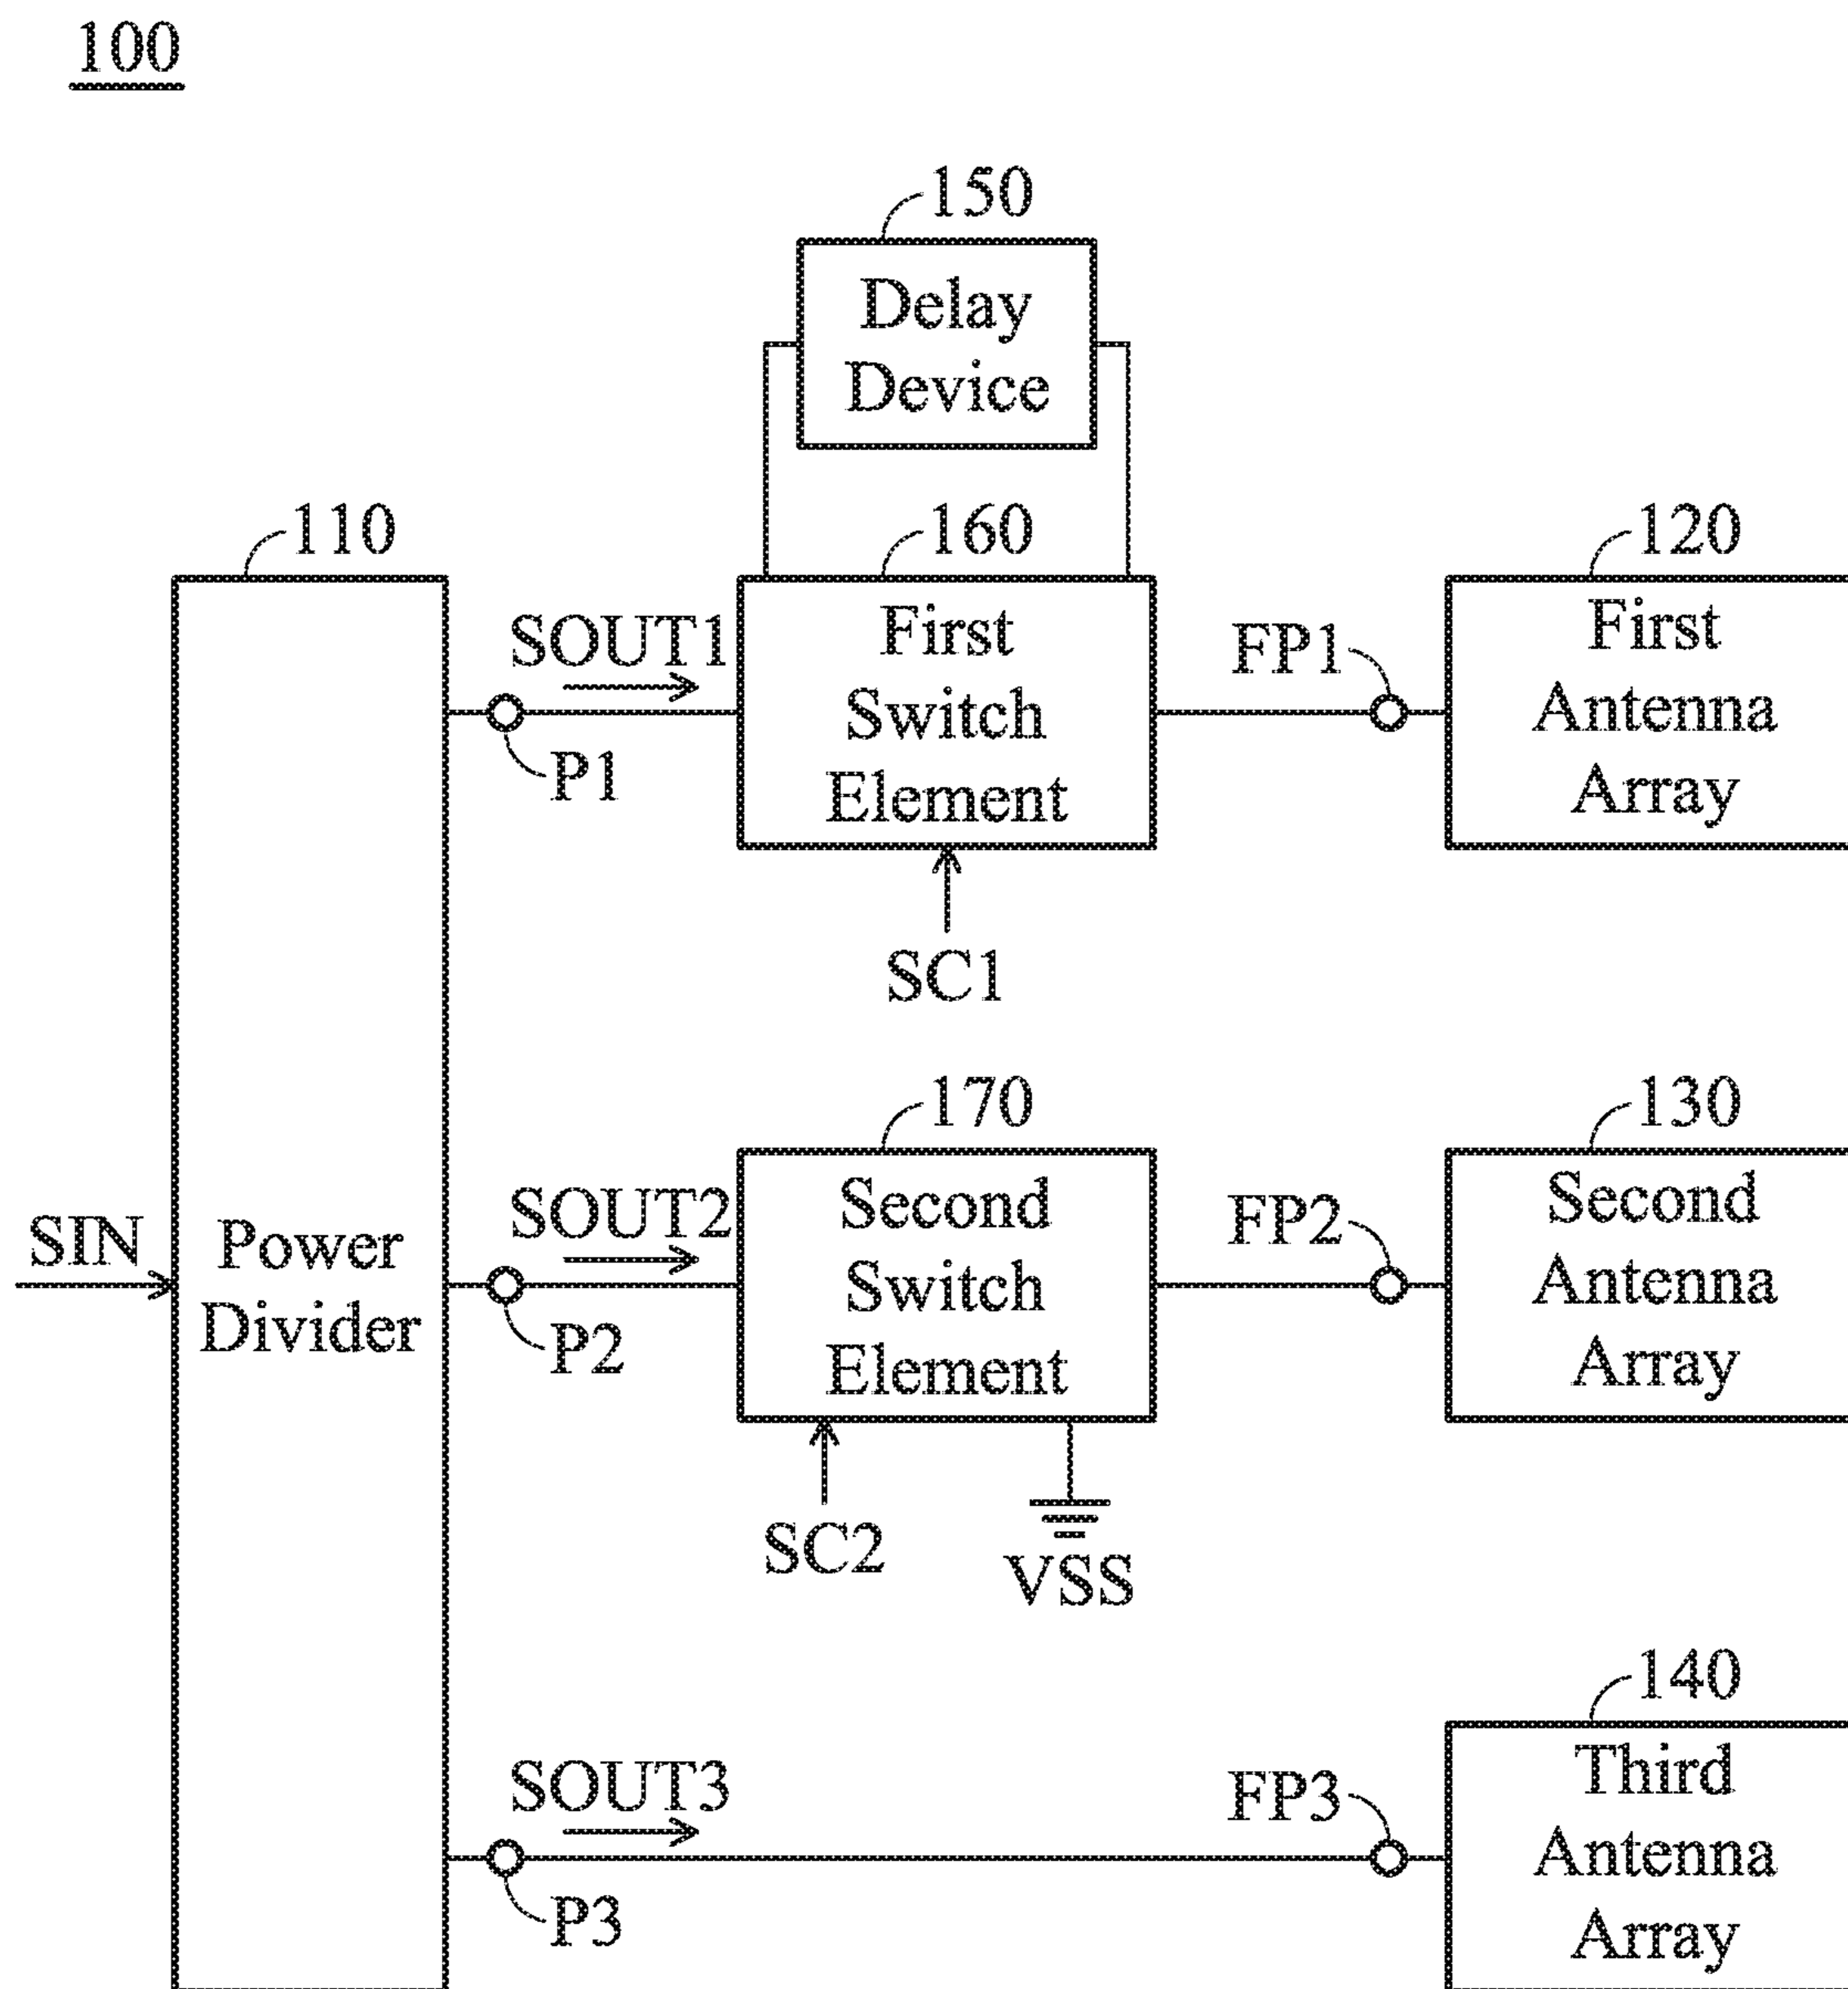 100
150
Delay
Device
110
160
120
SOUT1
First
Switch
Element
FP1
First
Antenna
Array
P1
SC1
170
130
SIN
Power
Divider
SOUT2
Second
Switch
Element
FP2
Second
Antenna
Array
P2
SC2
VSS
140
SOUT3
FP3
Third
Antenna
Array
P3